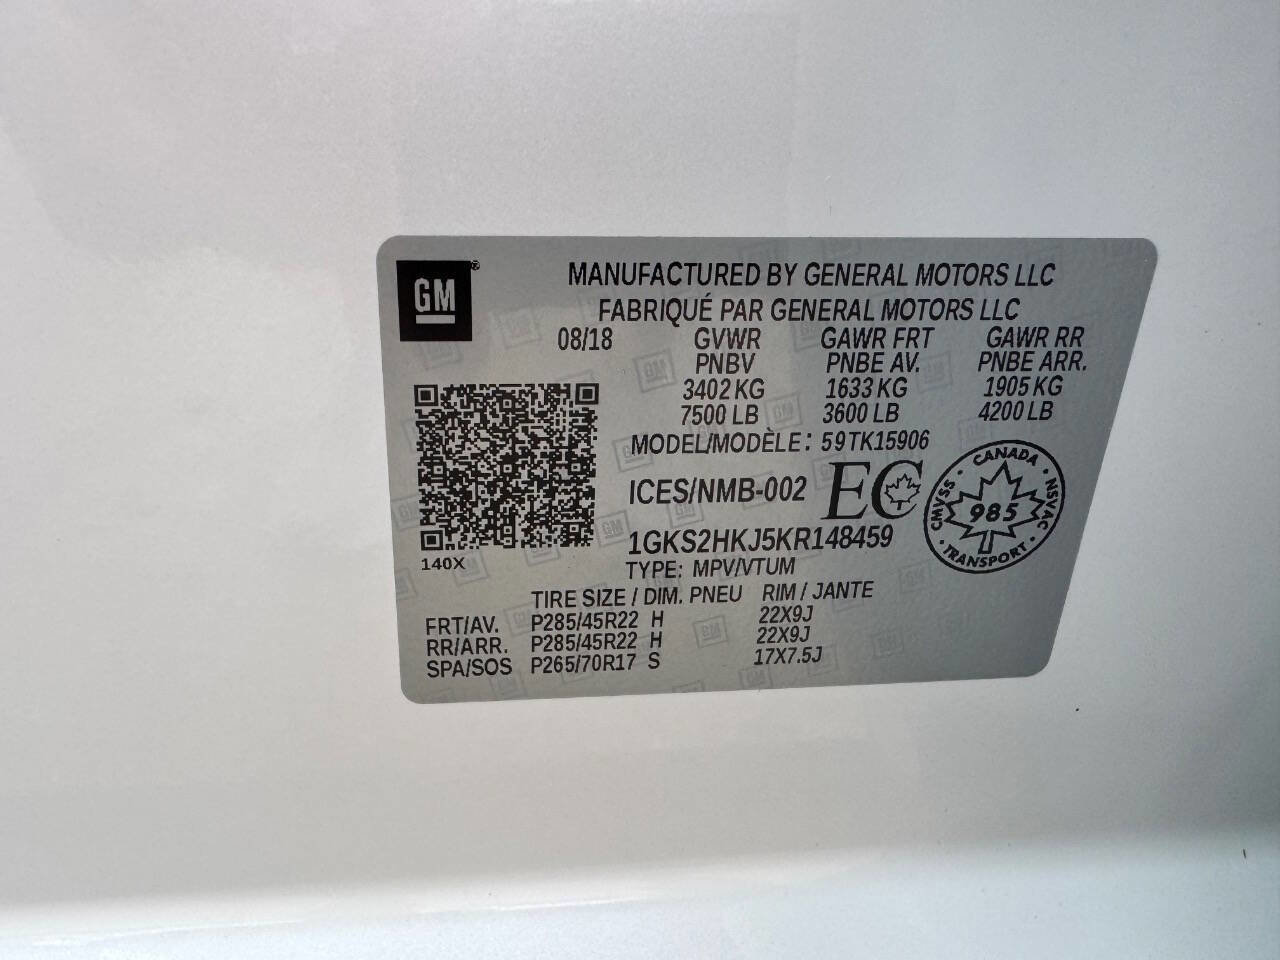 GM
MANUFACTURED BY GENERAL MOTORS LLC
FABRIQUÉ PAR GENERAL MOTORS LLC
08/18 GVWR GAWR FRT GAWR RR
PNBV PNBE AV. PNBE ARR.
3402 KG 1633 KG 1905 KG
7500 LB 3600 LB 4200 LB
MODEL/MODÈLE: 59TK15906
ICES/NMB-002 EC
CANADA
CMVSS 985 NSVAC
TRANSPORT
1GKS2HKJ5KR148459
140X
TYPE: MPV/VTUM
TIRE SIZE / DIM. PNEU RIM / JANTE
FRT/AV. P285/45R22 H 22X9J
RR/ARR. P285/45R22 H 22X9J
SPA/SOS P265/70R17 S 17X7.5J